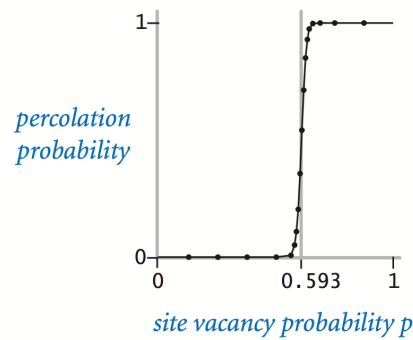 1
percolation
probability
0
0 0.593 1
site vacancy probability p